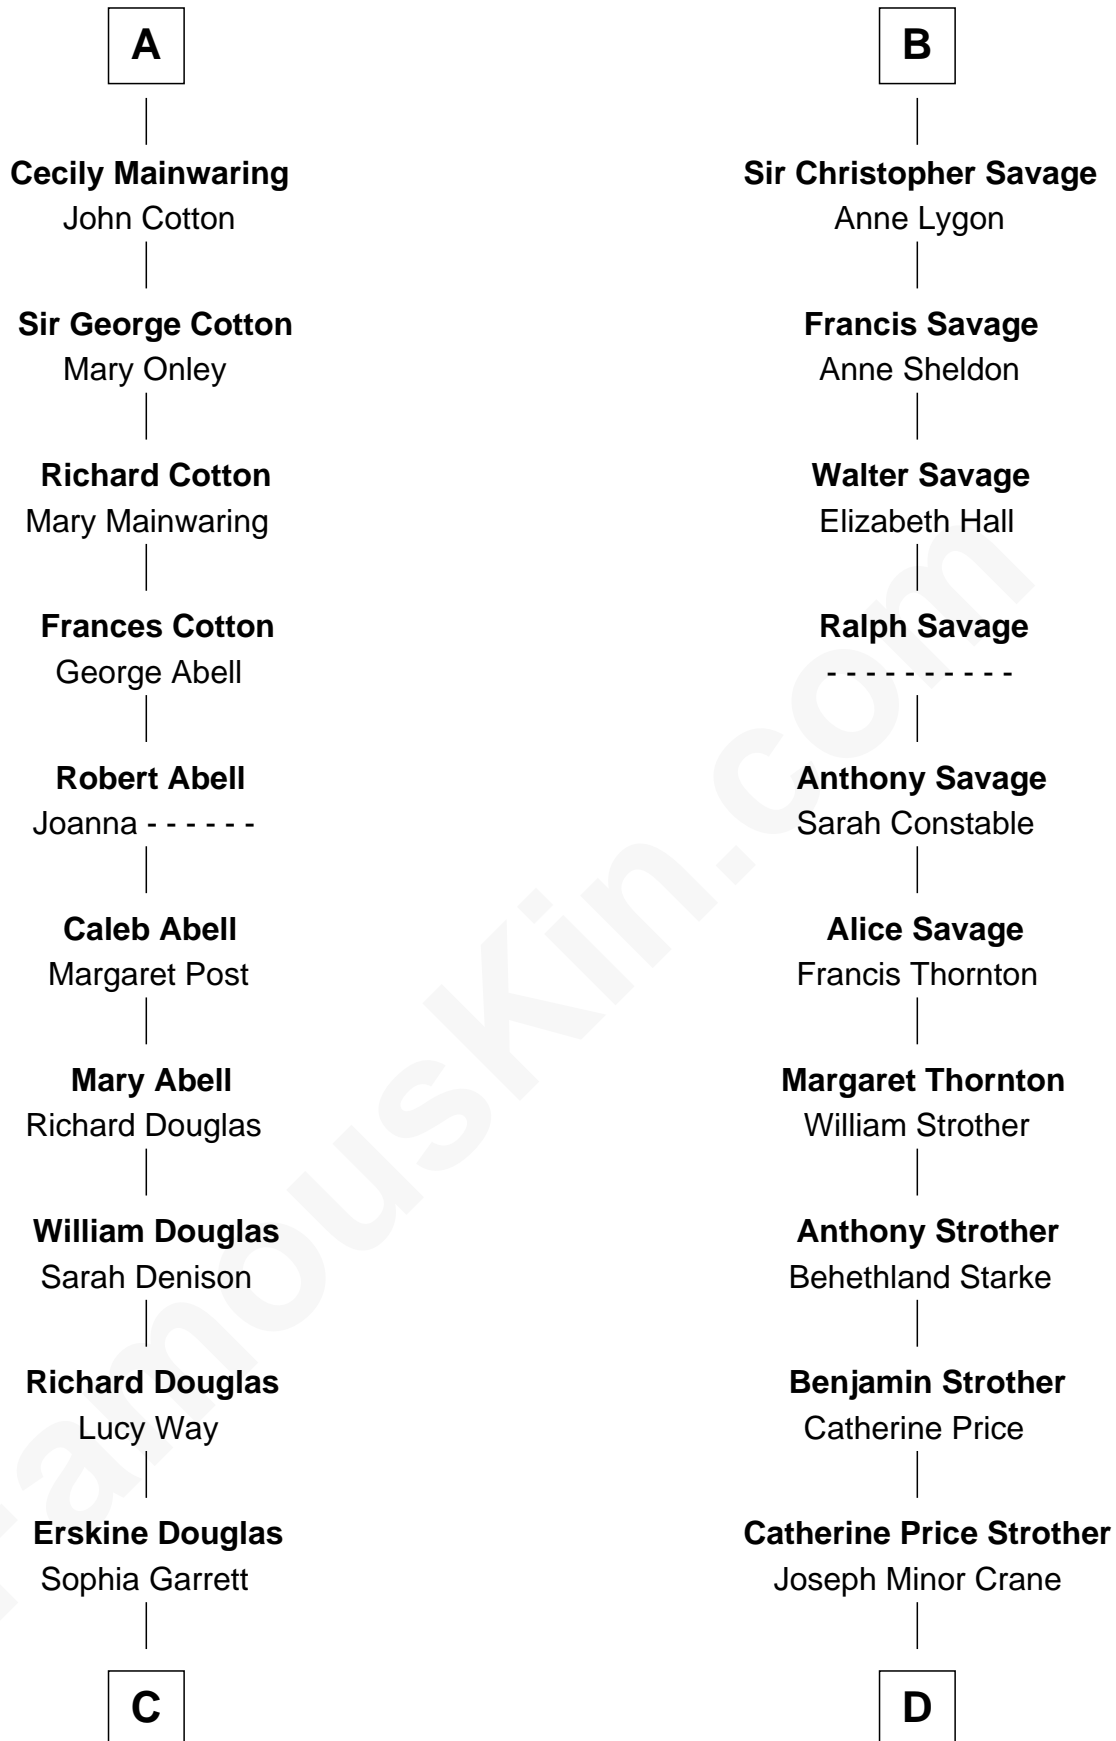 A
Cecily Mainwaring
John Cotton
Sir George Cotton
Mary Onley
Richard Cotton
Mary Mainwaring
Frances Cotton
George Abell
Robert Abell
Joanna - - - - - -
Caleb Abell
Margaret Post
Mary Abell
Richard Douglas
William Douglas
Sarah Denison
Richard Douglas
Lucy Way
Erskine Douglas
Sophia Garrett
C
B
Sir Christopher Savage
Anne Lygon
Francis Savage
Anne Sheldon
Walter Savage
Elizabeth Hall
Ralph Savage
- - - - - - - - - -
Anthony Savage
Sarah Constable
Alice Savage
Francis Thornton
Margaret Thornton
William Strother
Anthony Strother
Behethland Starke
Benjamin Strother
Catherine Price
Catherine Price Strother
Joseph Minor Crane
D
FamousKin.com